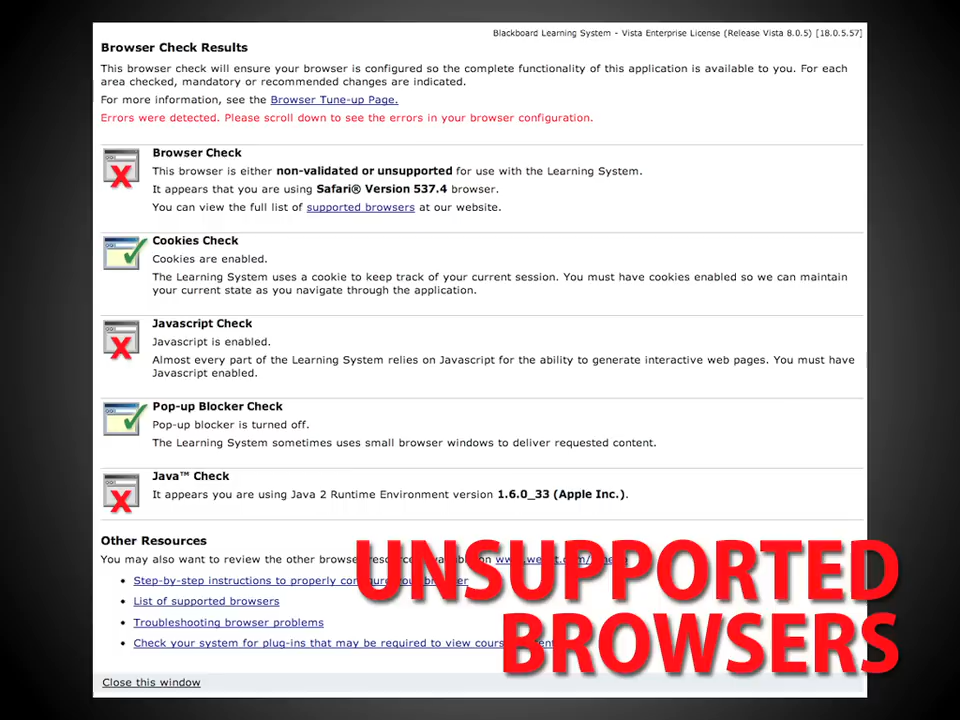 Blackboard Learning System - Vista Enterprise License (Release Vista 8.0.5) [18.0.5.57]
Browser Check Results
This browser check will ensure your browser is configured so the complete functionality of this application is available to you. For each
area checked, mandatory or recommended changes are indicated.
For more information, see the Browser Tune-up Page.
Errors were detected. Please scroll down to see the errors in your browser configuration.
Browser Check
This browser is either non-validated or unsupported for use with the Learning System.
It appears that you are using Safari® Version 537.4 browser.
You can view the full list of supported browsers at our website.
Cookies Check
Cookies are enabled.
The Learning System uses a cookie to keep track of your current session. You must have cookies enabled so we can maintain
your current state as you navigate through the application.
Javascript Check
Javascript is enabled.
Almost every part of the Learning System relies on Javascript for the ability to generate interactive web pages. You must have
Javascript enabled.
Pop-up Blocker Check
Pop-up blocker is turned off.
The Learning System sometimes uses small browser windows to deliver requested content.
Java™ Check
It appears you are using Java 2 Runtime Environment version 1.6.0_33 (Apple Inc.).
Other Resources
You may also want to review the other browser on
Step-by-step instructions to properly
List of supported browsers
Troubleshooting browser problems
Check your system for plug-ins that may be required to view
Close this window
UNSUPPORTED
BROWSERS